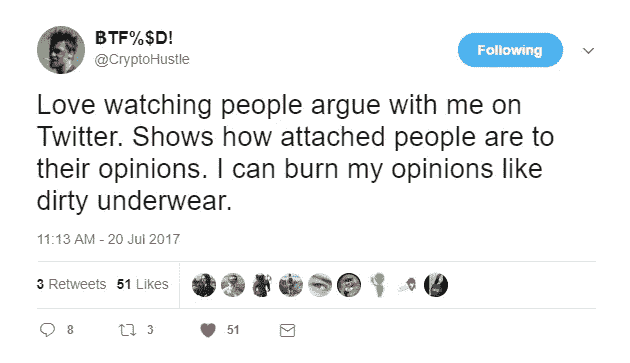 BTF%$D!
@CryptoHustle
Following
Love watching people argue with me on
Twitter. Shows how attached people are to
their opinions. I can burn my opinions like
dirty underwear.
11:13 AM - 20 Jul 2017
3 Retweets 51 Likes
8 3 51